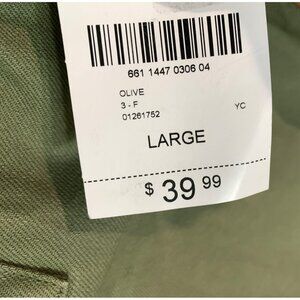 661 1447 0306 04
OLIVE
3 - F
01261752 YC
LARGE
$ 39 99